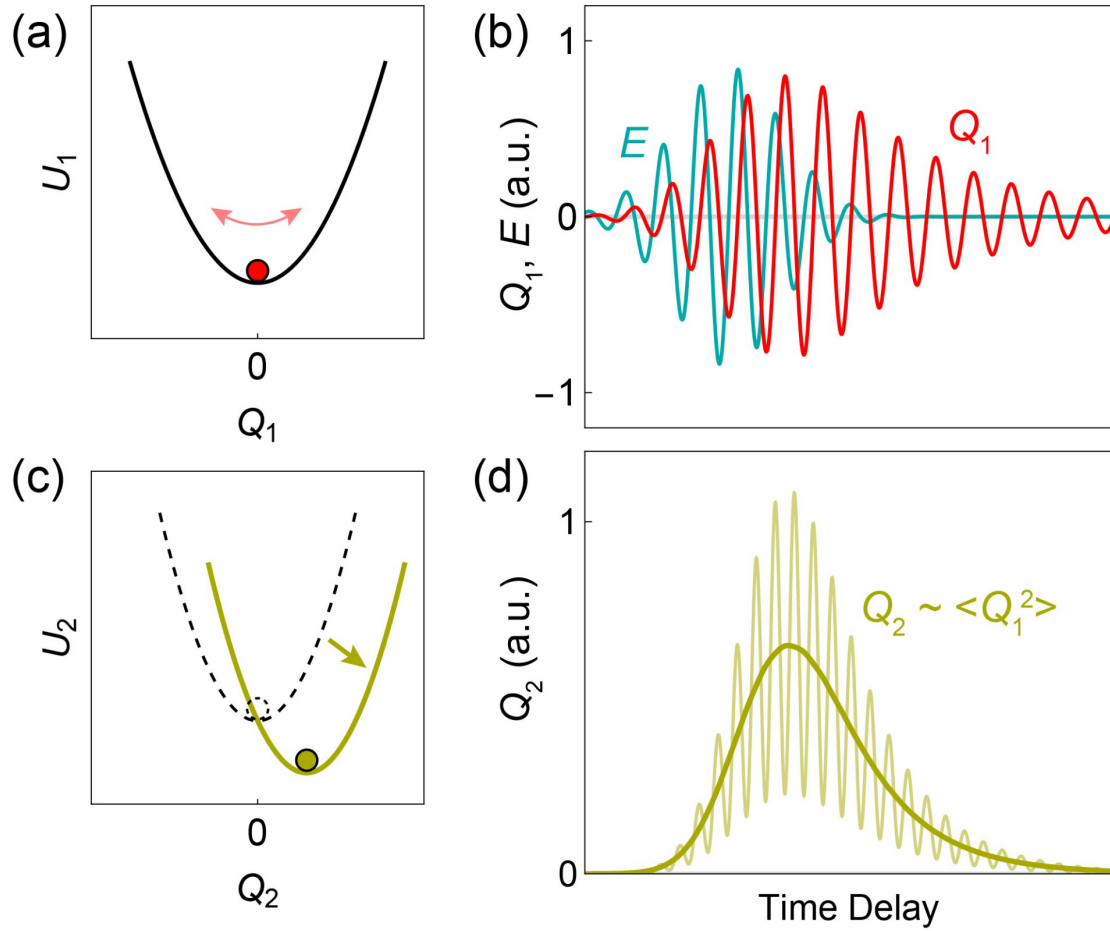 (a)
U₁
0
Q₁
(b)
Q₁, E (a.u.)
1
0
−1
E
Q₁
(c)
U₂
0
Q₂
(d)
Q₂ (a.u.)
1
0
Q₂ ~ <Q₁²>
Time Delay